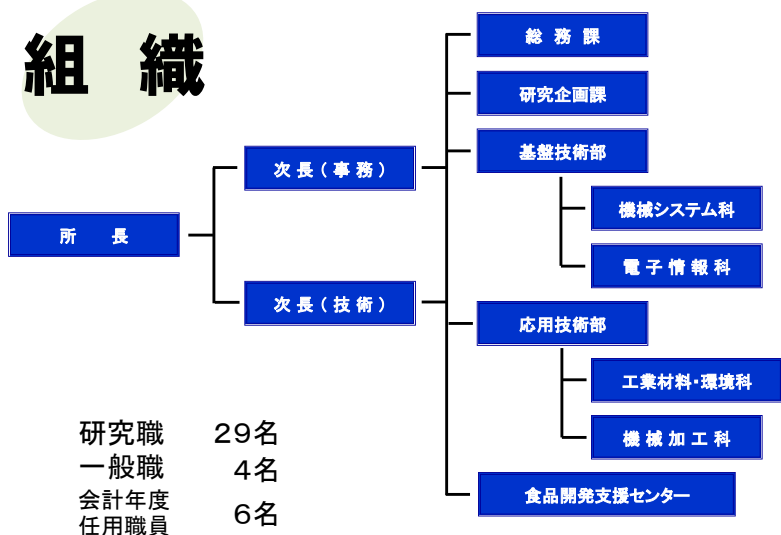 組 織
所 長
次長(事務)
次長(技術)
総務課
研究企画課
基盤技術部
機械システム科
電子情報科
応用技術部
工業材料・環境科
機械加工科
食品開発支援センター
研究職 29名
一般職 4名
会計年度
任用職員 6名